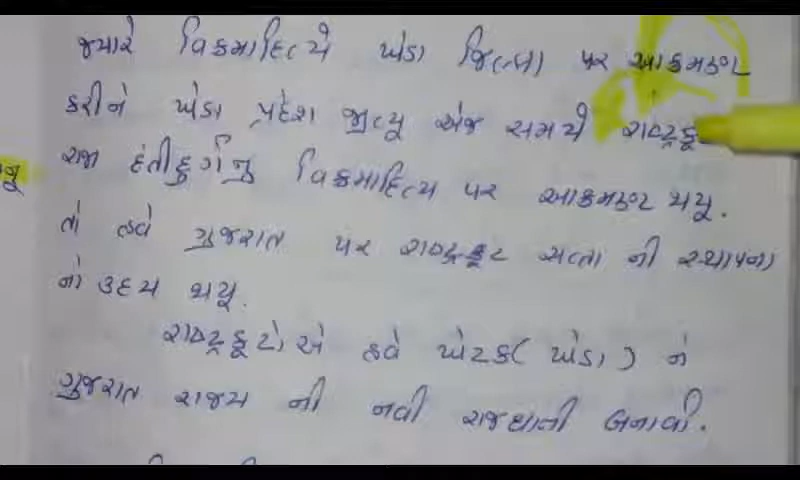 જ્યારે વિક્રમાદિત્યે ખેડા જિલ્લા પર આક્રમણ
કરીને ખેડા પ્રદેશ જીત્યૂ એજ સમયે રાષ્ટ્રકૂટ
રાજા દંતીદુર્ગનુ વિક્રમાદિત્ય પર આક્રમણ થયૂ.
તો હવે ગુજરાત પર રાષ્ટ્રકૂટ સત્તા ની સ્થાપના
નો ઉદય થયૂ.
રાષ્ટ્રકૂટો એ હવે ખેટક( ખેડા ) ને
ગુજરાત રાજય ની નવી રાજધાની બનાવી.